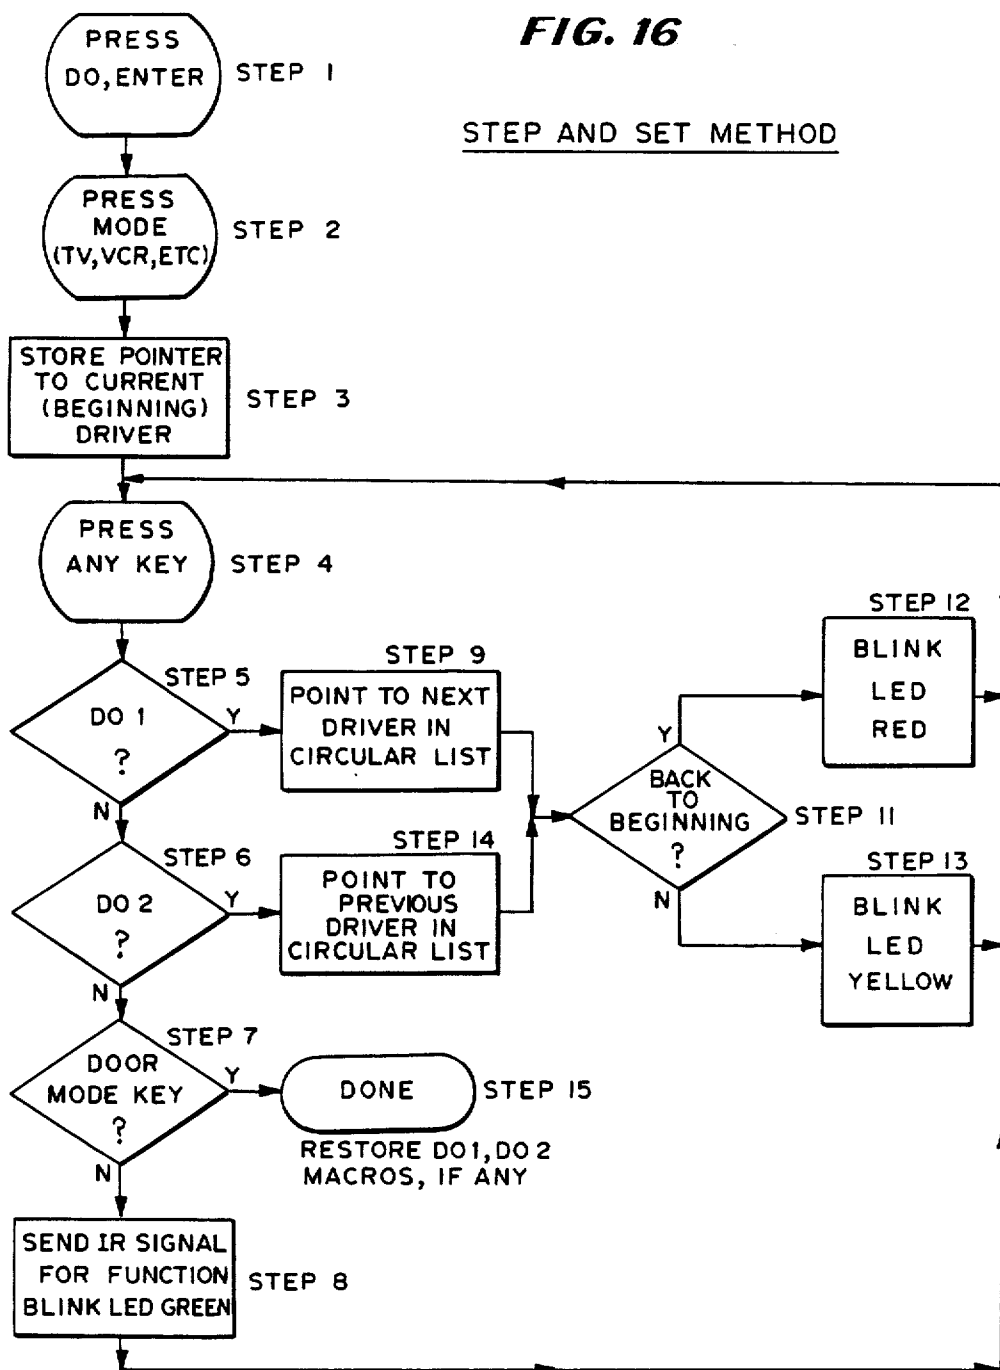 FIG. 16
STEP AND SET METHOD
PRESS
DO, ENTER
STEP 1
PRESS
MODE
(TV, VCR, ETC)
STEP 2
STORE POINTER
TO CURRENT
(BEGINNING)
DRIVER
STEP 3
PRESS
ANY KEY
STEP 4
DO 1
?
STEP 5
Y
N
STEP 9
POINT TO NEXT
DRIVER IN
CIRCULAR LIST
DO 2
?
STEP 6
Y
N
STEP 14
POINT TO
PREVIOUS
DRIVER IN
CIRCULAR LIST
BACK
TO
BEGINNING
?
STEP 11
Y
N
STEP 12
BLINK
LED
RED
STEP 13
BLINK
LED
YELLOW
DOOR
MODE KEY
?
STEP 7
Y
N
DONE
STEP 15
RESTORE DO1, DO 2
MACROS, IF ANY
SEND IR SIGNAL
FOR FUNCTION
BLINK LED GREEN
STEP 8